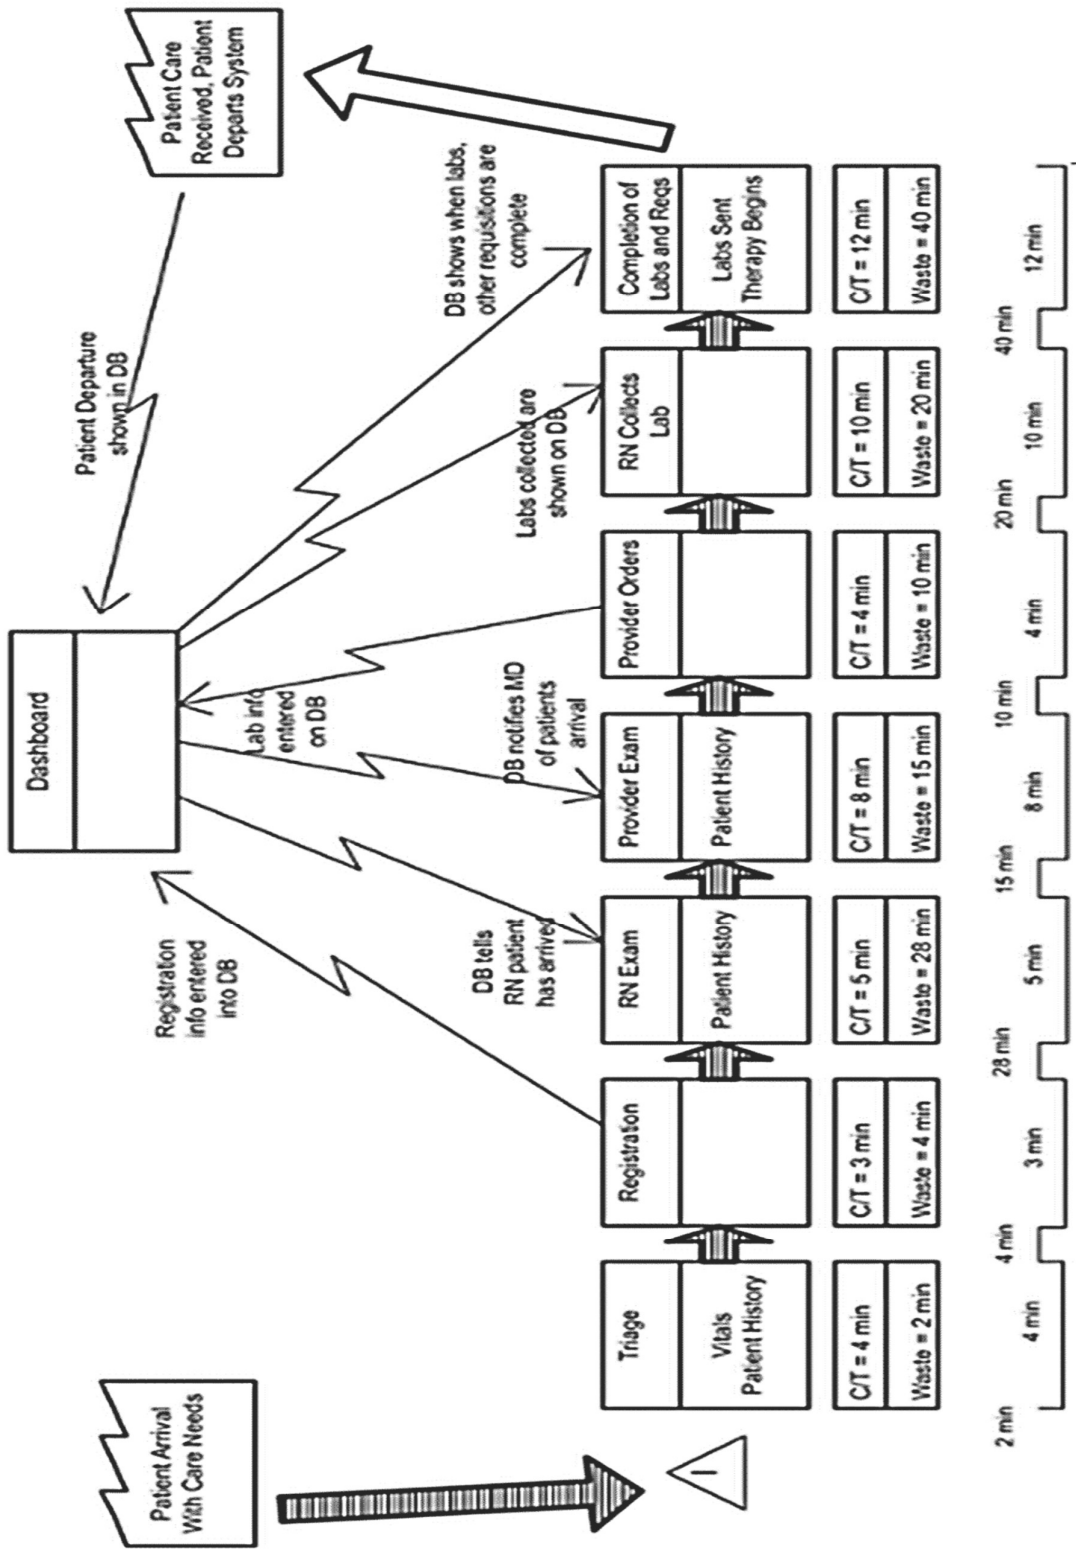 Dashboard
Patient Arrival
With Care Needs
Registration
info entered
into DB
Patient Departure
shown in DB
Patient Care
Received, Patient
Departs System
DB tells
RN patient
has arrived
Lab info
entered
on DB
DB notifies MD
of patients
arrival
Labs collected are
shown on DB
DB shows when labs,
other requisitions are
complete
I
Triage
Vitals
Patient History
Registration
RN Exam
Patient History
Provider Exam
Patient History
Provider Orders
RN Collects
Lab
Completion of
Labs and Reqs
Labs Sent
Therapy Begins
C/T = 4 min
Waste = 2 min
C/T = 3 min
Waste = 4 min
C/T = 5 min
Waste = 28 min
C/T = 8 min
Waste = 15 min
C/T = 4 min
Waste = 10 min
C/T = 10 min
Waste = 20 min
C/T = 12 min
Waste = 40 min
2 min
4 min
4 min
3 min
28 min
5 min
15 min
8 min
10 min
4 min
20 min
10 min
40 min
12 min